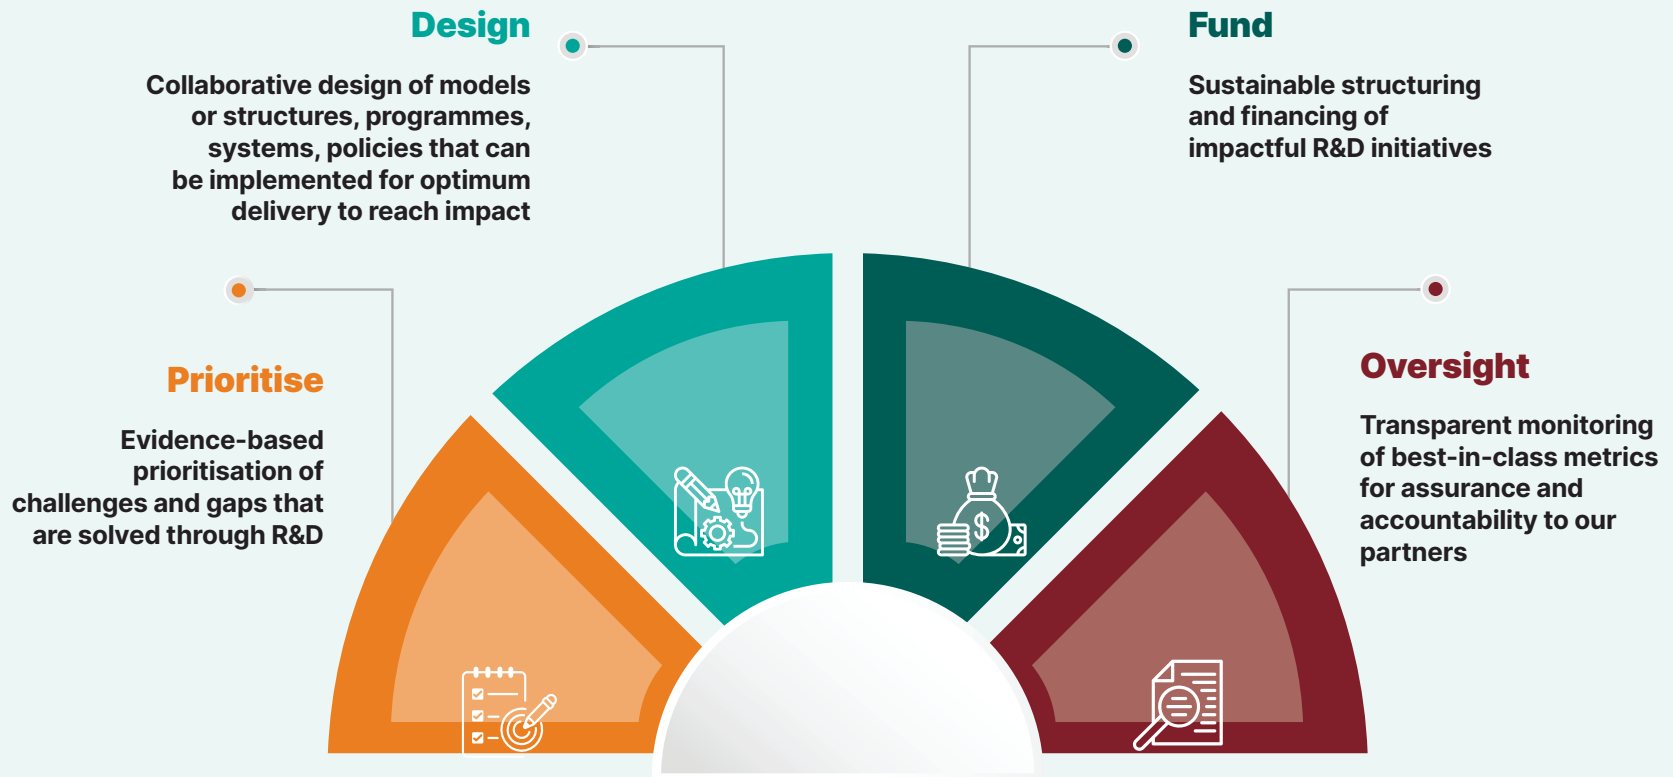 Design
Collaborative design of models
or structures, programmes,
systems, policies that can
be implemented for optimum
delivery to reach impact
Fund
Sustainable structuring
and financing of
impactful R&D initiatives
Prioritise
Evidence-based
prioritisation of
challenges and gaps that
are solved through R&D
Oversight
Transparent monitoring
of best-in-class metrics
for assurance and
accountability to our
partners
$